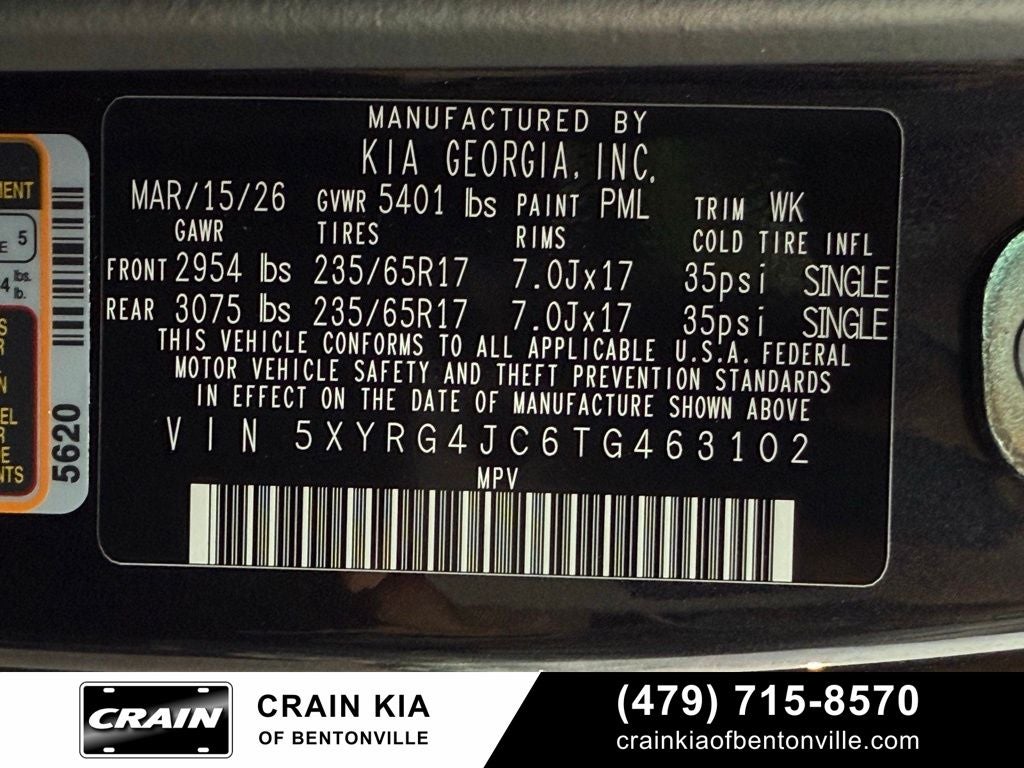 MANUFACTURED BY
KIA GEORGIA, INC.
MAR/15/26 GVWR 5401 lbs PAINT PML TRIM WK
GAWR TIRES RIMS COLD TIRE INFL
FRONT 2954 lbs 235/65R17 7.0Jx17 35psi SINGLE
REAR 3075 lbs 235/65R17 7.0Jx17 35psi SINGLE
THIS VEHICLE CONFORMS TO ALL APPLICABLE U.S.A. FEDERAL
MOTOR VEHICLE SAFETY AND THEFT PREVENTION STANDARDS
IN EFFECT ON THE DATE OF MANUFACTURE SHOWN ABOVE
VIN 5XYRG4JC6TG463102
MPV
5
lbs.
lb.
5620
CRAIN
CRAIN KIA
OF BENTONVILLE
(479) 715-8570
crainkiaofbentonville.com